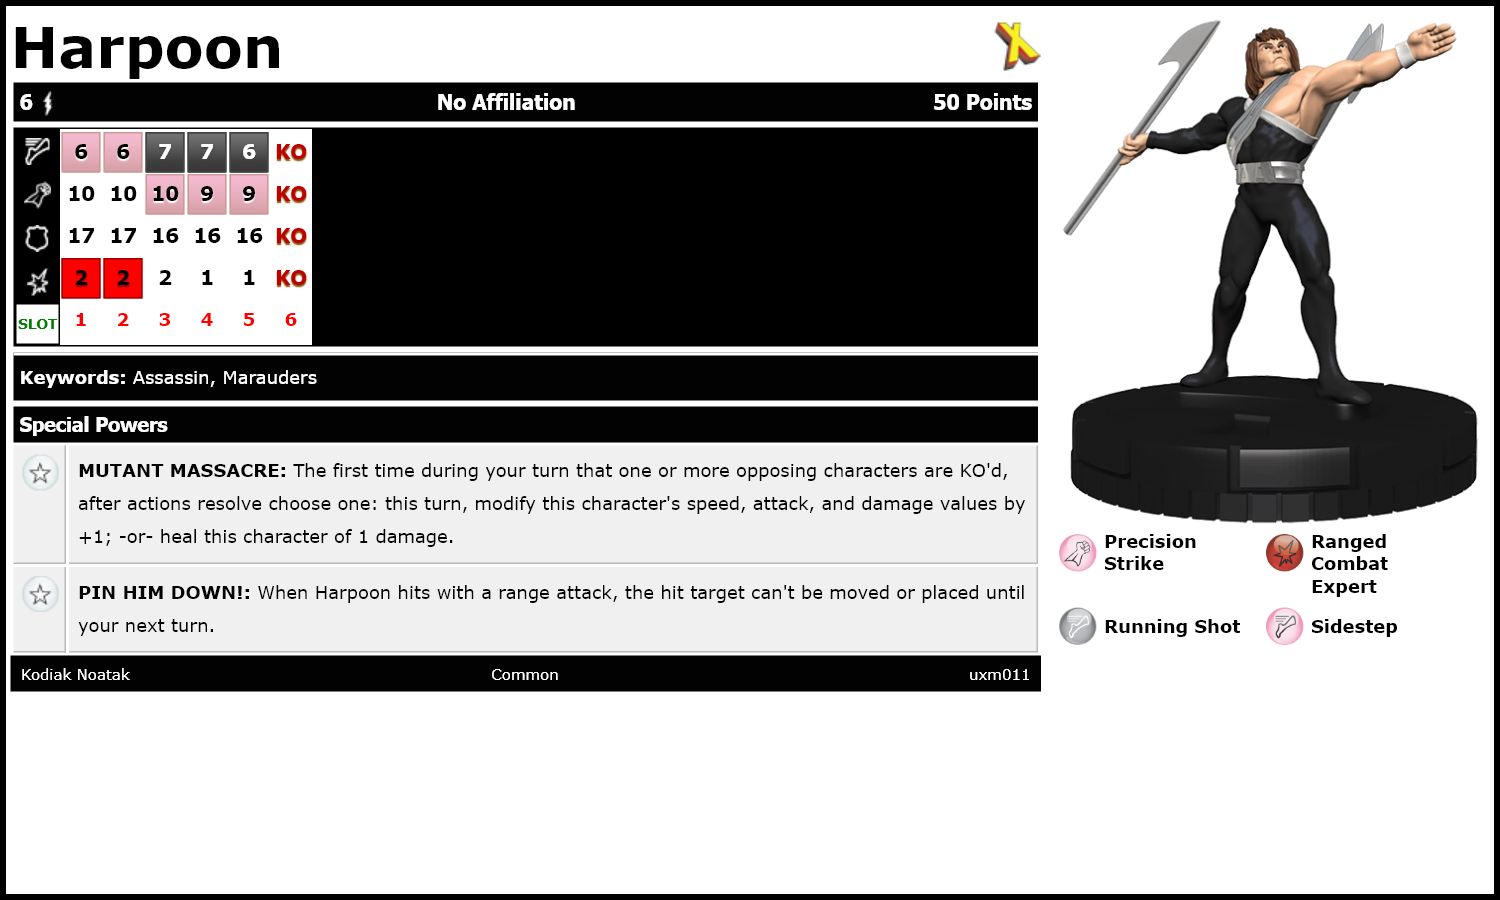 Harpoon
X
6 No Affiliation 50 Points
6 6 7 7 6 KO
10 10 10 9 9 KO
17 17 16 16 16 KO
2 2 2 1 1 KO
SLOT 1 2 3 4 5 6
Keywords: Assassin, Marauders
Special Powers
MUTANT MASSACRE: The first time during your turn that one or more opposing characters are KO'd,
after actions resolve choose one: this turn, modify this character's speed, attack, and damage values by
+1; -or- heal this character of 1 damage.
PIN HIM DOWN!: When Harpoon hits with a range attack, the hit target can't be moved or placed until
your next turn.
Kodiak Noatak Common uxm011
Precision
Strike
Ranged
Combat
Expert
Running Shot
Sidestep